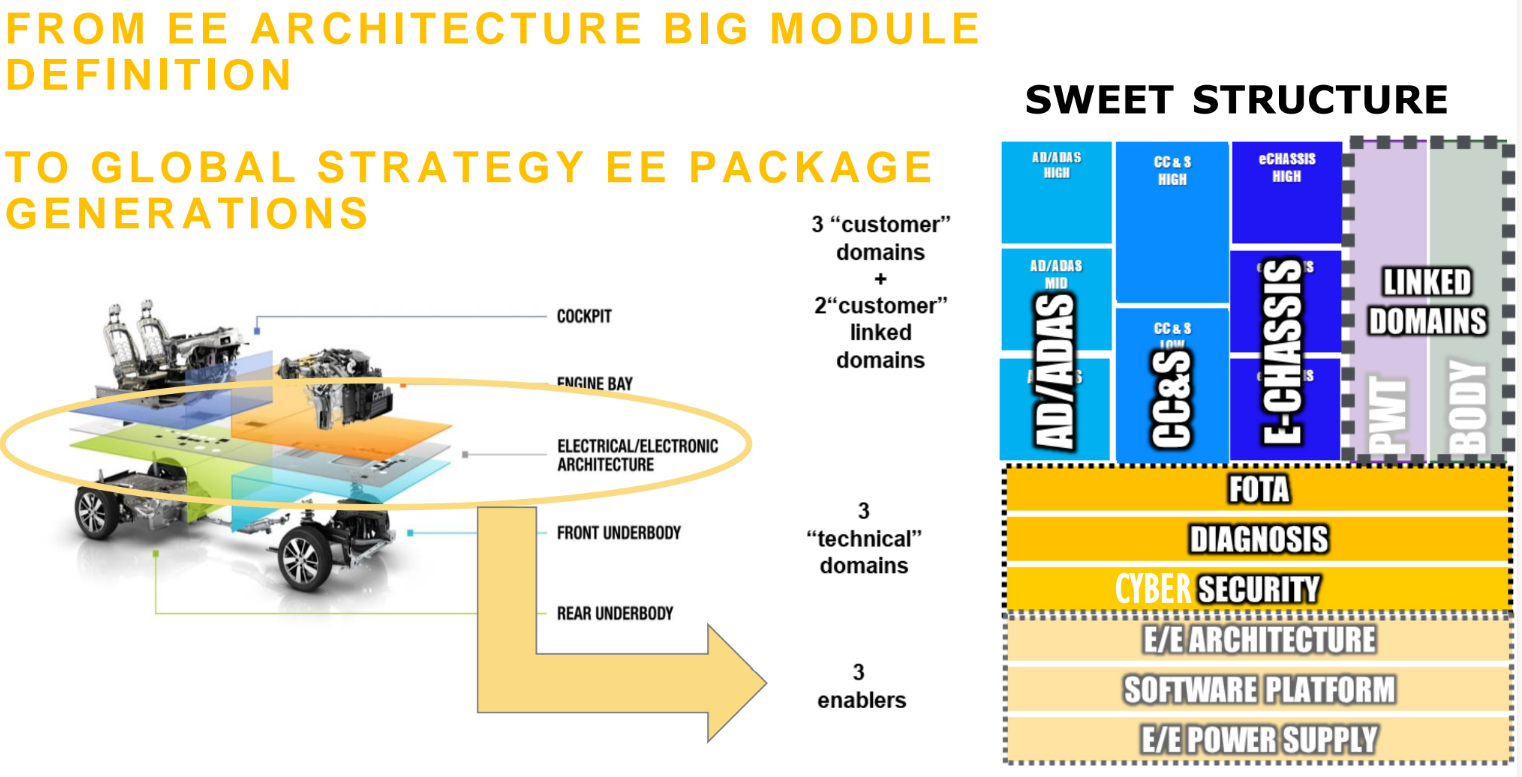 FROM EE ARCHITECTURE BIG MODULE
DEFINITION
TO GLOBAL STRATEGY EE PACKAGE
GENERATIONS
COCKPIT
ENGINE BAY
ELECTRICAL/ELECTRONIC
ARCHITECTURE
FRONT UNDERBODY
REAR UNDERBODY
3 “customer”
domains
+
2“customer”
linked
domains
3
“technical”
domains
3
enablers
SWEET STRUCTURE
AD/ADAS
HIGH
AD/ADAS
MID
AD/ADAS
CC & S
HIGH
CC & S
LOW
CC&S
eCHASSIS
HIGH
E-CHASSIS
LINKED
DOMAINS
PWT
BODY
FOTA
DIAGNOSIS
CYBER SECURITY
E/E ARCHITECTURE
SOFTWARE PLATFORM
E/E POWER SUPPLY